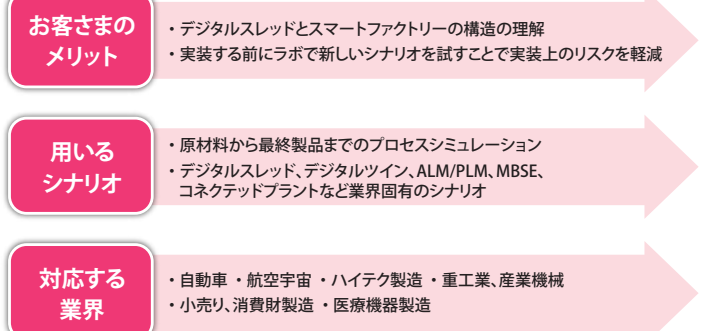 お客さまの
メリット
・デジタルスレッドとスマートファクトリーの構造の理解
・実装する前にラボで新しいシナリオを試すことで実装上のリスクを軽減
用いる
シナリオ
・原材料から最終製品までのプロセスシミュレーション
・デジタルスレッド、デジタルツイン、ALM/PLM、MBSE、
コネクテッドプラントなど業界固有のシナリオ
対応する
業界
・自動車 ・航空宇宙 ・ハイテク製造 ・重工業、産業機械
・小売り、消費財製造 ・医療機器製造